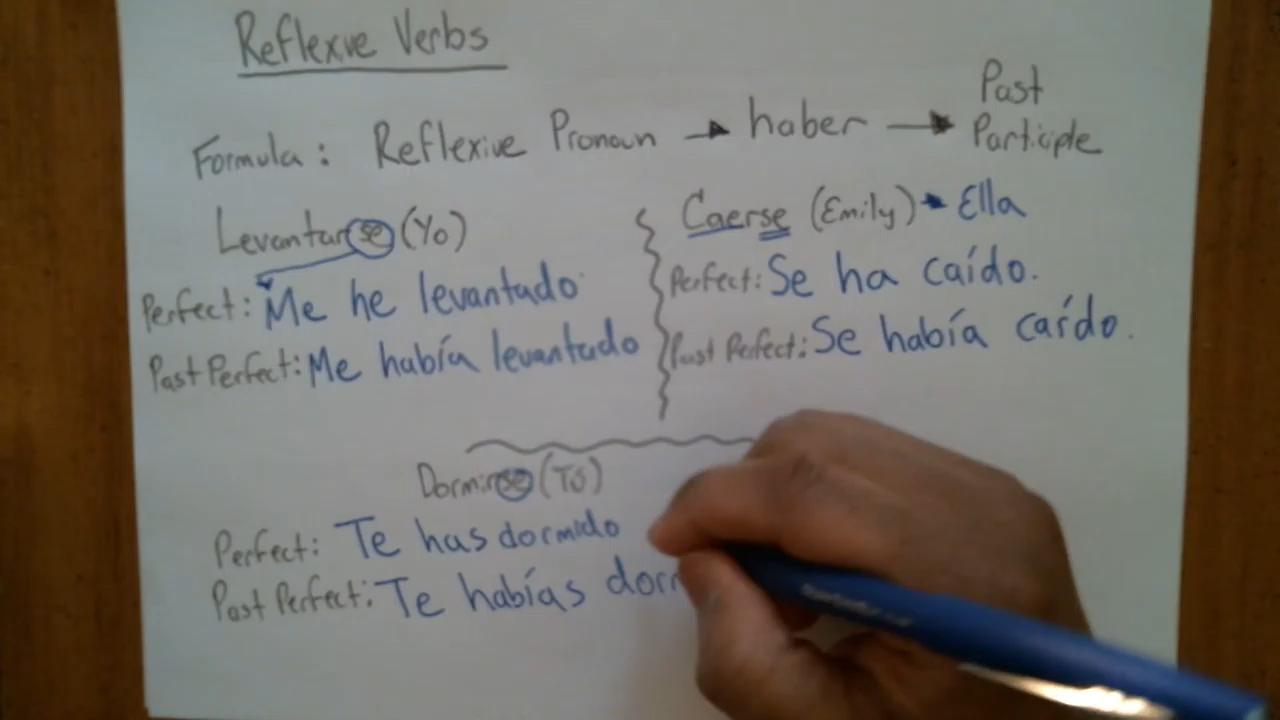 Reflexive Verbs
Formula: Reflexive Pronoun → haber → Past Participle
Levantarse (Yo)
Perfect: Me he levantado
Past Perfect: Me había levantado
Caerse (Emily) → Ella
Perfect: Se ha caído.
Past Perfect: Se había caído.
Dormirse (Tú)
Perfect: Te has dormido
Past Perfect: Te habías dorm